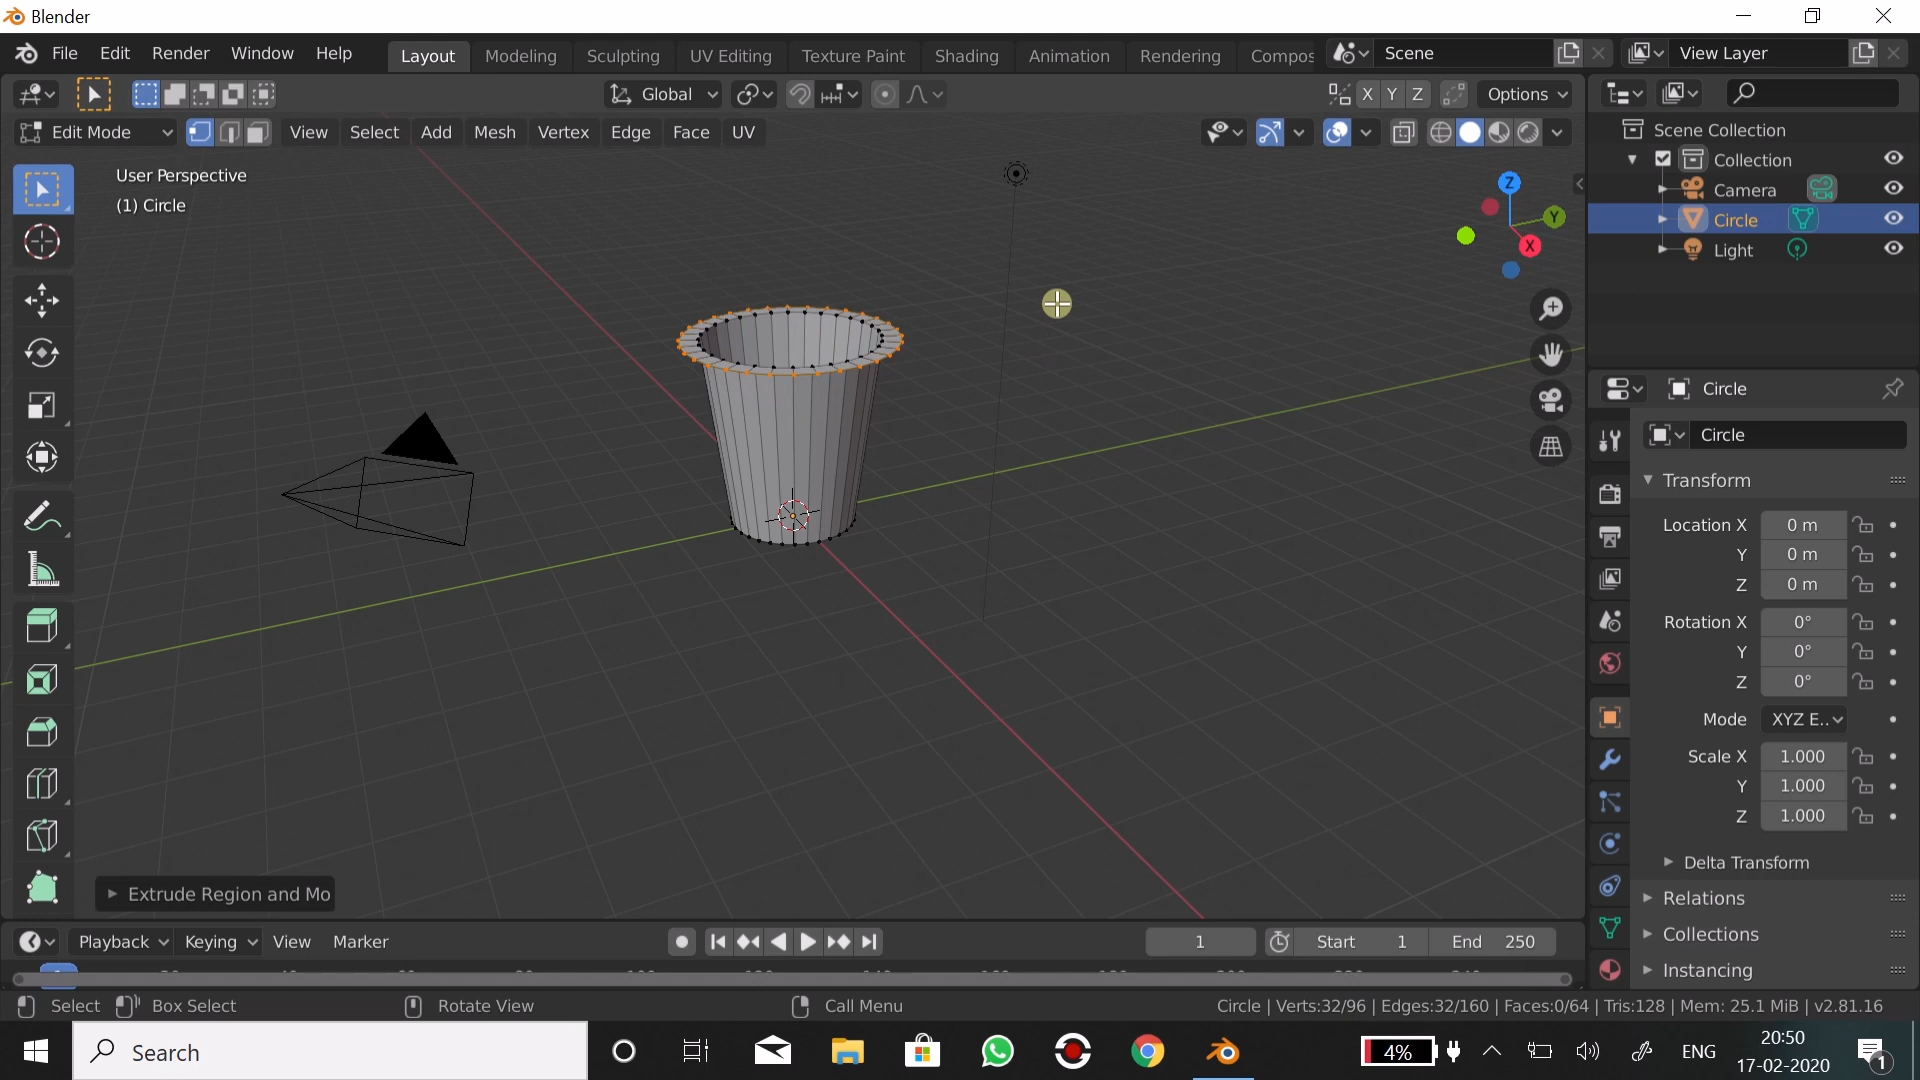 Blender
File Edit Render Window Help Layout Modeling Sculpting UV Editing Texture Paint Shading Animation Rendering Compos Scene View Layer
Global X Y Z Options
Edit Mode View Select Add Mesh Vertex Edge Face UV
Scene Collection
Collection
Camera
Circle
Light
User Perspective
(1) Circle
Z
Y
X
Circle
Circle
Transform
Location X 0 m
Y 0 m
Z 0 m
Rotation X 0°
Y 0°
Z 0°
Mode XYZ E..
Scale X 1.000
Y 1.000
Z 1.000
Delta Transform
Relations
Collections
Instancing
Extrude Region and Mo
Playback Keying View Marker 1 Start 1 End 250
Select Box Select Rotate View Call Menu Circle | Verts:32/96 | Edges:32/160 | Faces:0/64 | Tris:128 | Mem: 25.1 MiB | v2.81.16
Search 4% ENG 20:50
17-02-2020 1